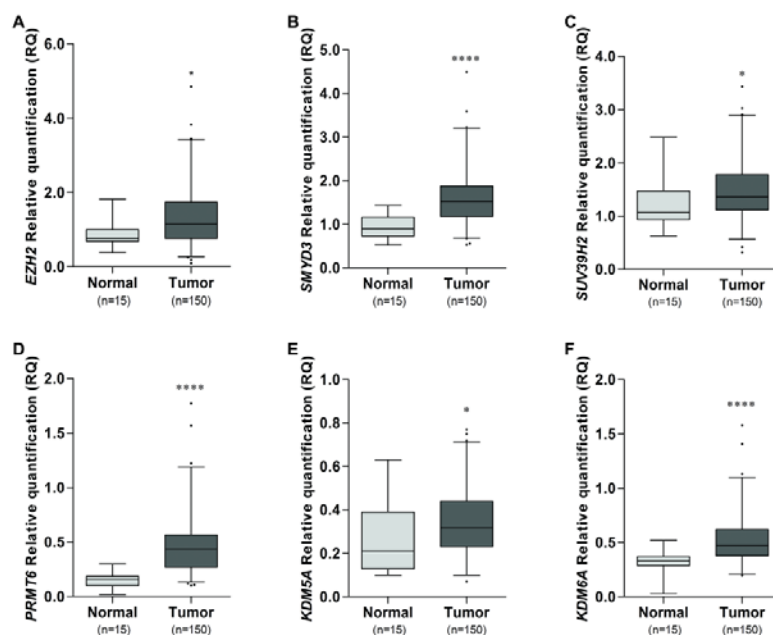 A
EZH2 Relative quantification (RQ)
6.0
4.0
2.0
0.0
*
Normal
(n=15)
Tumor
(n=150)
B
SMYD3 Relative quantification (RQ)
5.0
4.0
3.0
2.0
1.0
0.0
****
Normal
(n=15)
Tumor
(n=150)
C
SUV39H2 Relative quantification (RQ)
4.0
3.0
2.0
1.0
0.0
*
Normal
(n=15)
Tumor
(n=150)
D
PRMT6 Relative quantification (RQ)
2.0
1.5
1.0
0.5
0.0
****
Normal
(n=15)
Tumor
(n=150)
E
KDM5A Relative quantification (RQ)
1.0
0.8
0.6
0.4
0.2
0.0
*
Normal
(n=15)
Tumor
(n=150)
F
KDM6A Relative quantification (RQ)
2.0
1.5
1.0
0.5
0.0
****
Normal
(n=15)
Tumor
(n=150)